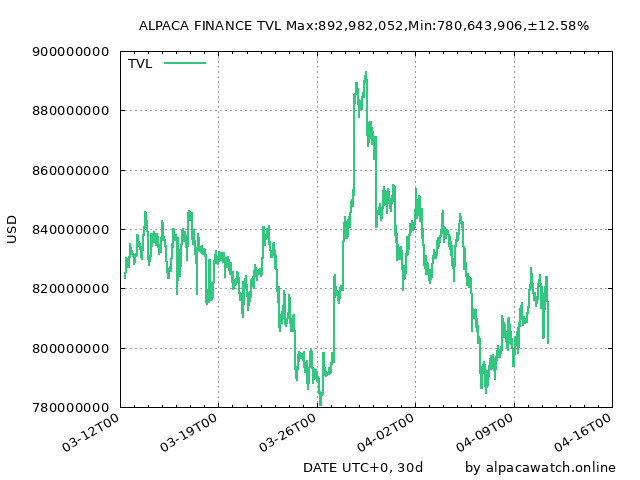 ALPACA FINANCE TVL Max:892,982,052,Min:780,643,906,±12.58%
900000000
TVL
880000000
860000000
840000000
USD
820000000
800000000
780000000
03-12T00 03-19T00 03-26T00 04-02T00 04-09T00 04-16T00
DATE UTC+0, 30d by alpacawatch.online